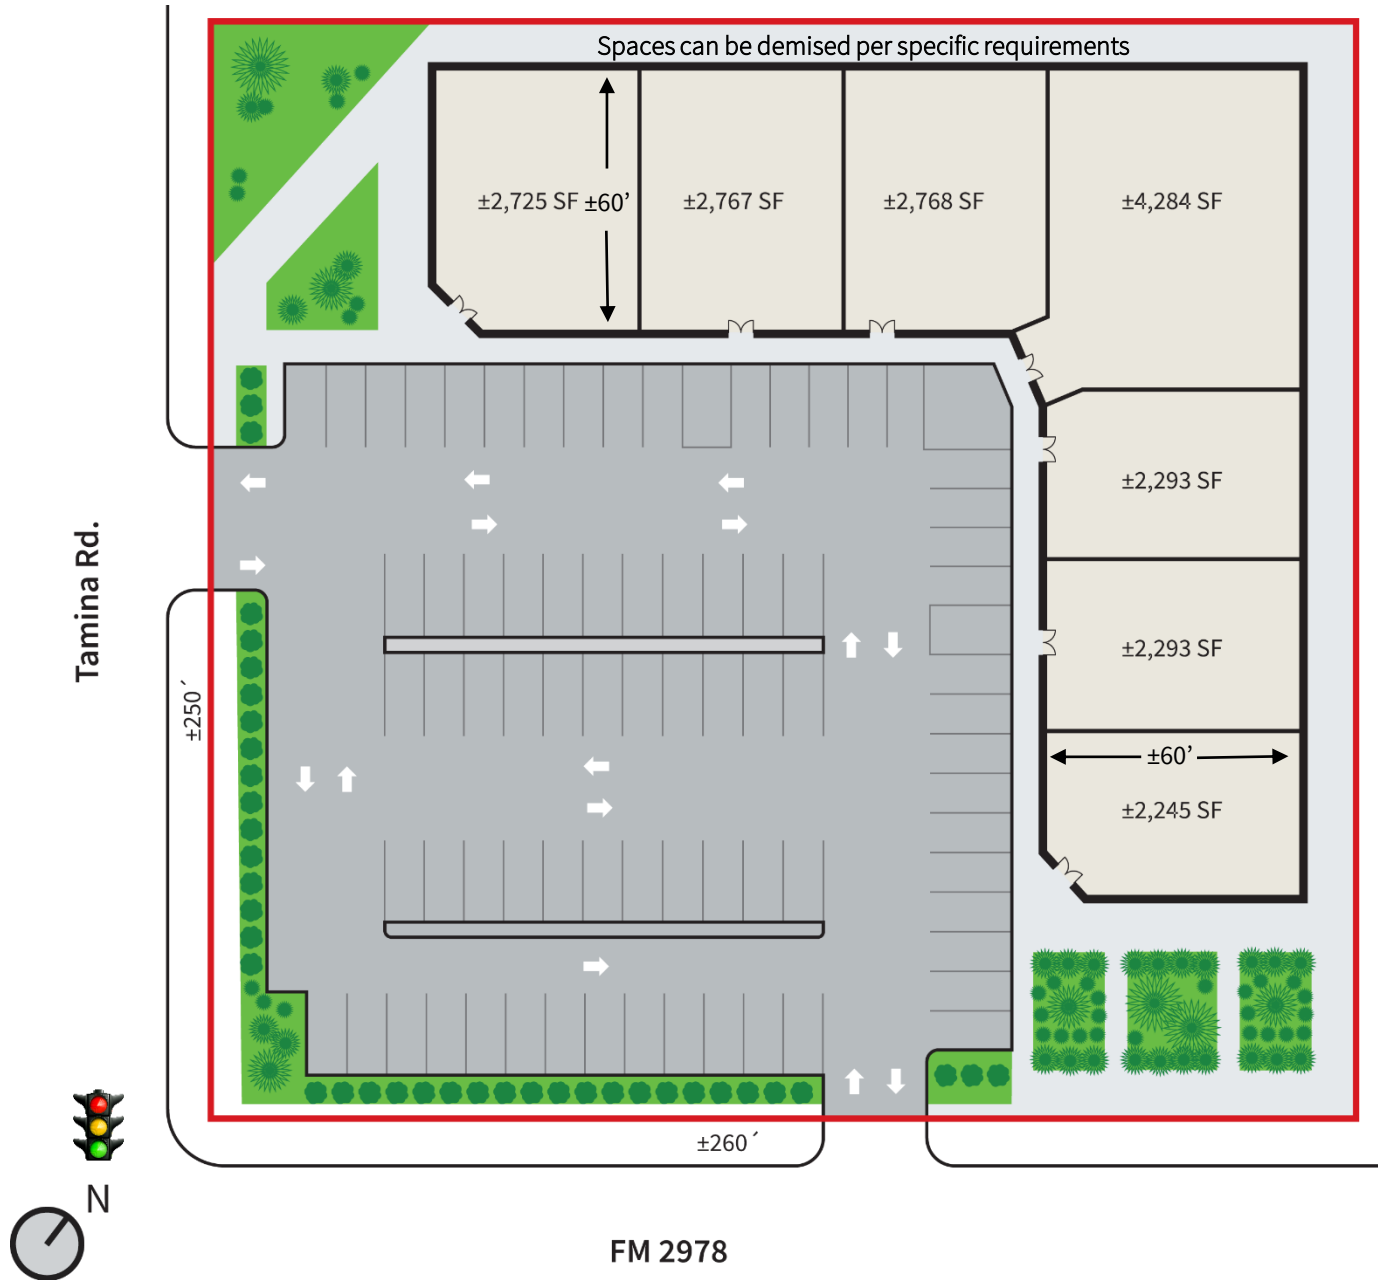 Spaces can be demised per specific requirements
±2,725 SF
±60’
±2,767 SF
±2,768 SF
±4,284 SF
±2,293 SF
±2,293 SF
±60’
±2,245 SF
Tamina Rd.
±250´
±260´
N
FM 2978